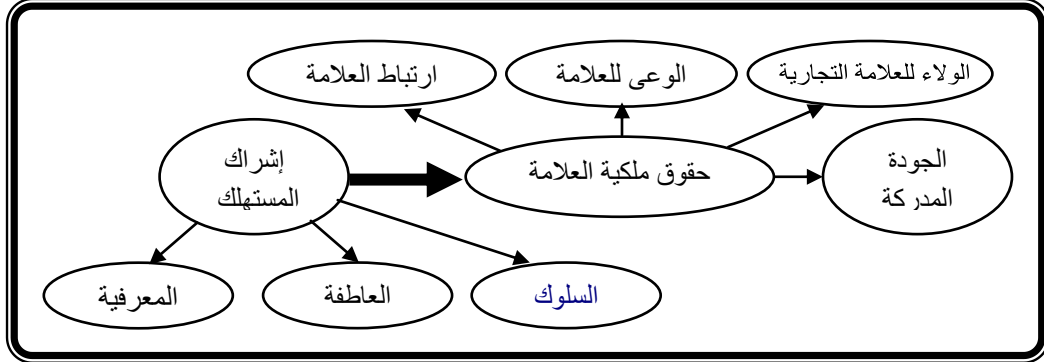 الولاء للعلامة التجارية
الوعى للعلامة
ارتباط العلامة
الجودة
المدركة
حقوق ملكية العلامة
إشراك
المستهلك
السلوك
العاطفة
المعرفية